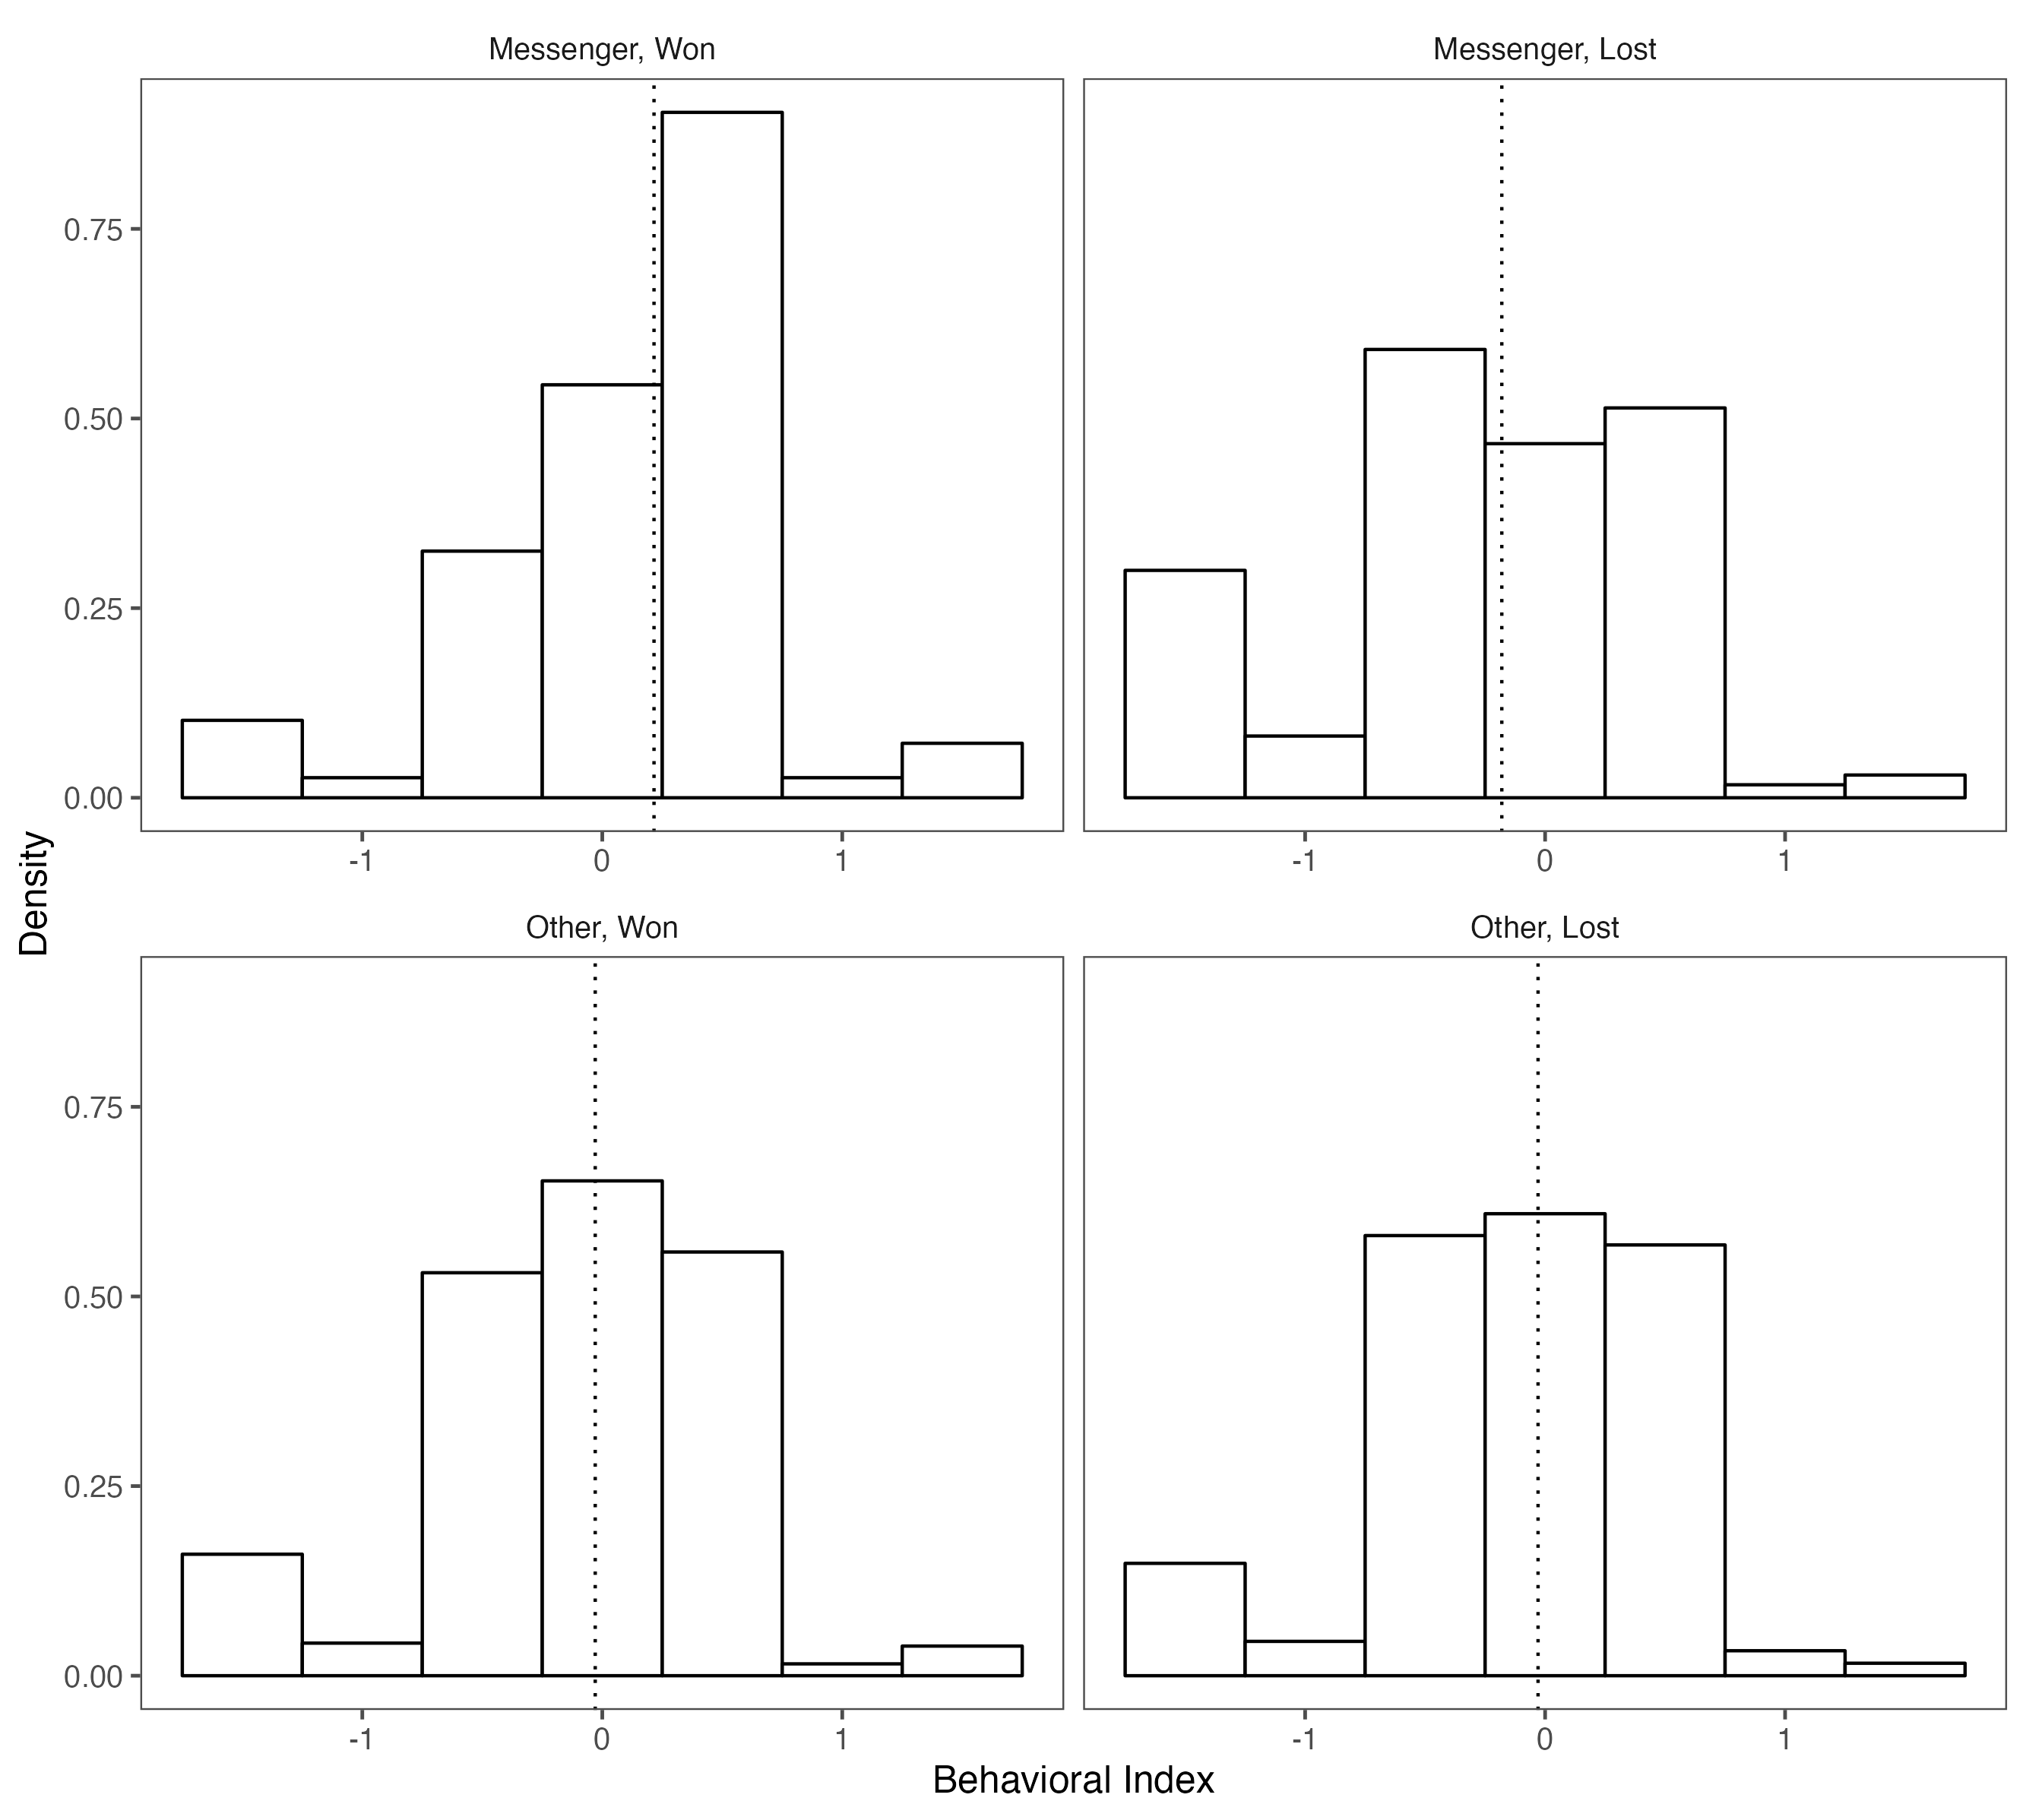 Messenger, Won
Messenger, Lost
0.75
0.50
0.25
0.00
-1 0 1
-1 0 1
Density
Other, Won
Other, Lost
0.75
0.50
0.25
0.00
-1 0 1
-1 0 1
Behavioral Index